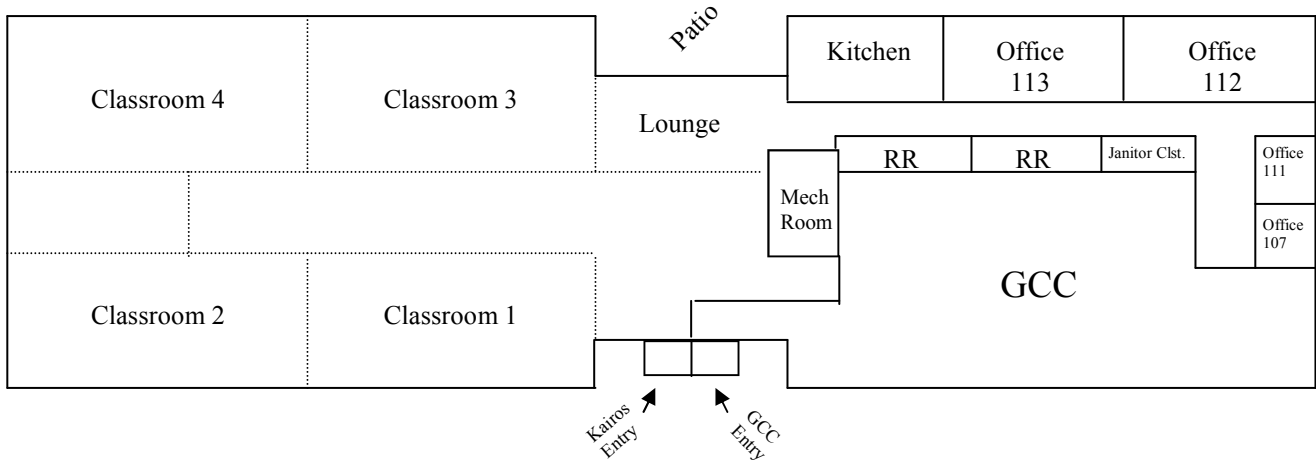 Patio
Kitchen
Office
113
Office
112
Classroom 4
Classroom 3
Lounge
RR
RR
Janitor Clst.
Office
111
Mech
Room
Office
107
GCC
Classroom 2
Classroom 1
Kairos
Entry
GCC
Entry